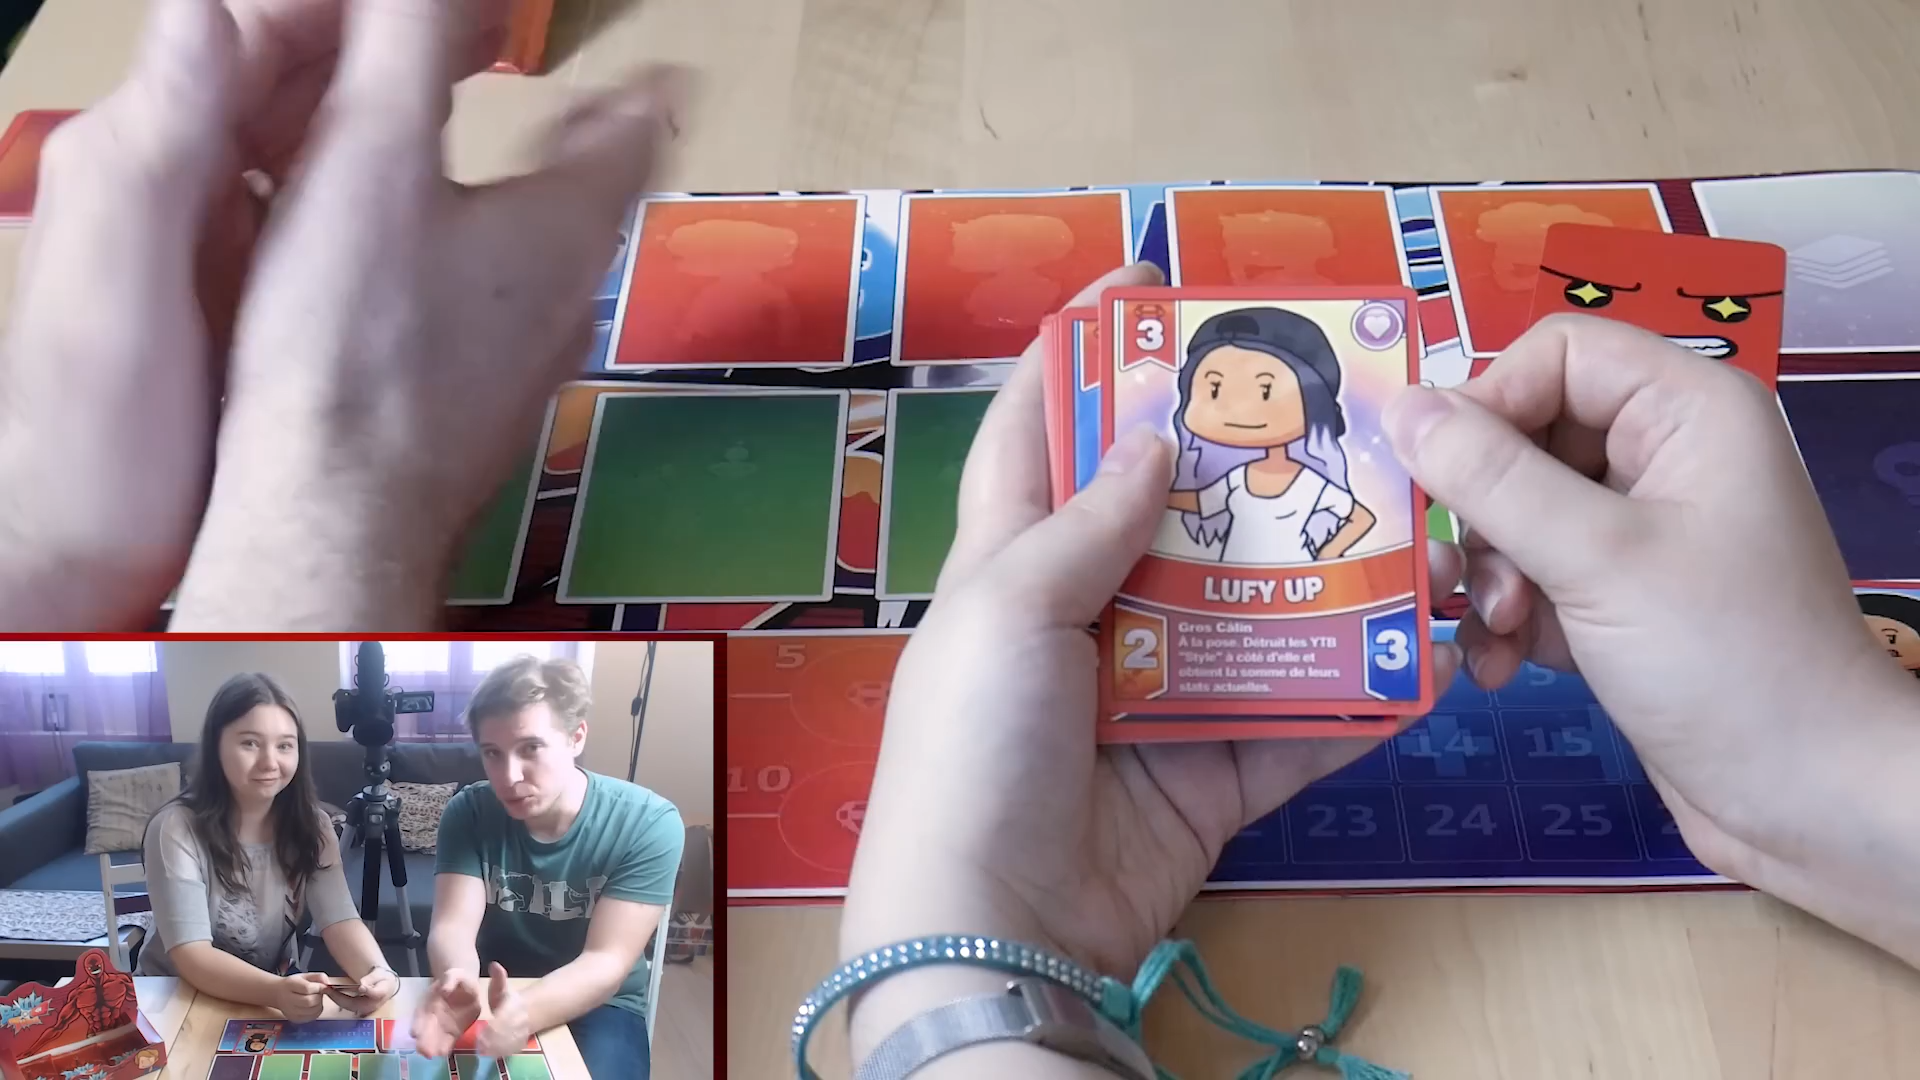 3
LUFY UP
2
Gros Câlin
À la pose. Détruit les YTB
"Style" à côté d'elle et
obtient la somme de leurs
stats actuelles.
3
5
10
5
14 15
23 24 25